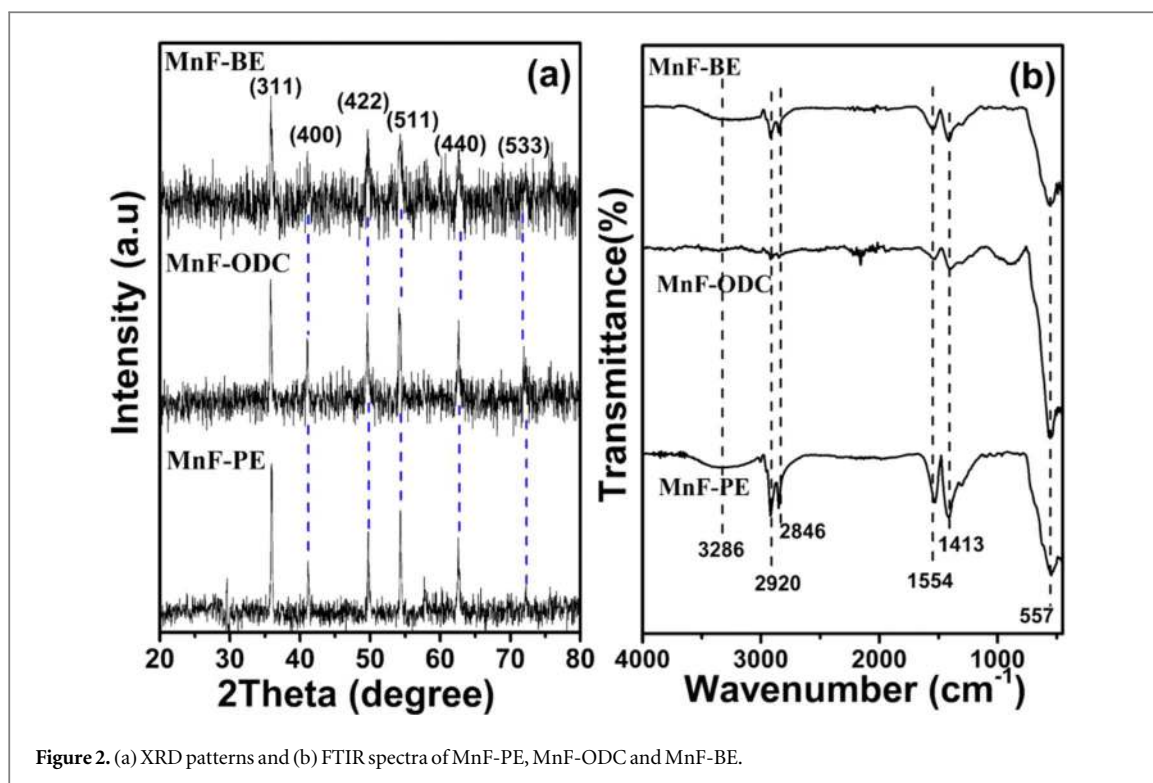 MnF-BE
(a)
(311)
(400)
(422)
(511)
(440)
(533)
MnF-ODC
MnF-PE
Intensity (a.u)
20 30 40 50 60 70 80
2Theta (degree)
MnF-BE
(b)
MnF-ODC
MnF-PE
3286
2920
2846
1554
1413
557
Transmittance(%)
4000 3000 2000 1000
Wavenumber (cm⁻¹)
Figure 2. (a) XRD patterns and (b) FTIR spectra of MnF-PE, MnF-ODC and MnF-BE.